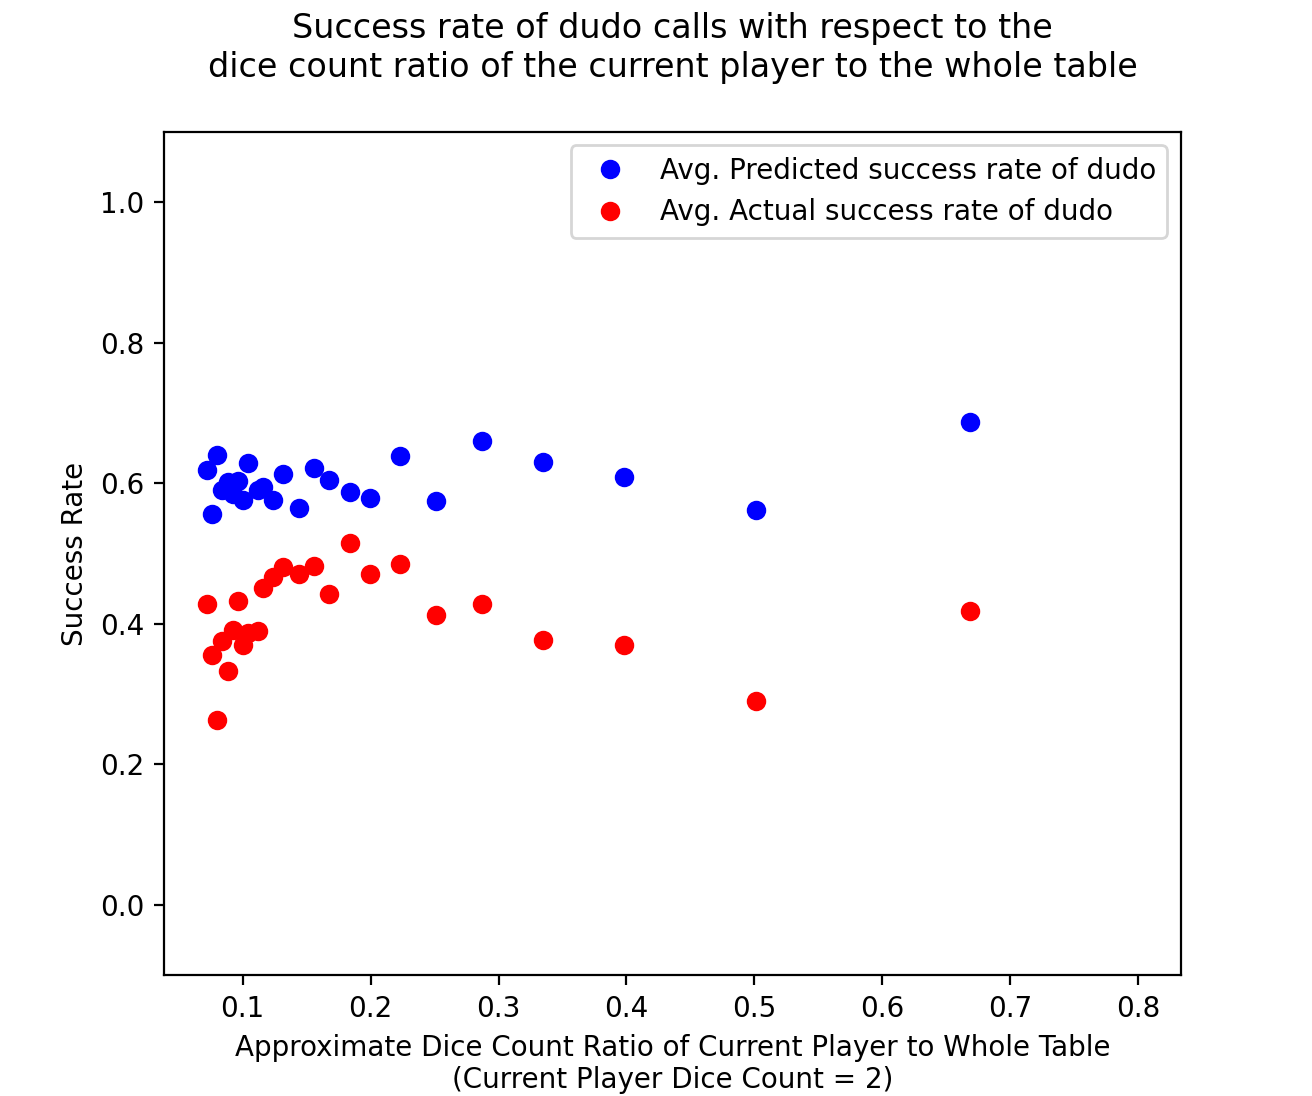 Success rate of dudo calls with respect to the
dice count ratio of the current player to the whole table
Avg. Predicted success rate of dudo
Avg. Actual success rate of dudo
1.0
0.8
0.6
0.4
0.2
0.0
Success Rate
0.1 0.2 0.3 0.4 0.5 0.6 0.7 0.8
Approximate Dice Count Ratio of Current Player to Whole Table
(Current Player Dice Count = 2)